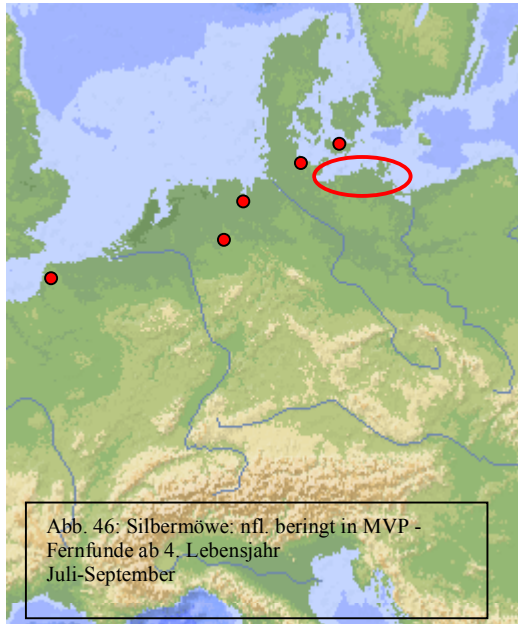 Abb. 46: Silbermöwe: nfl. beringt in MVP -
Fernfunde ab 4. Lebensjahr
Juli-September